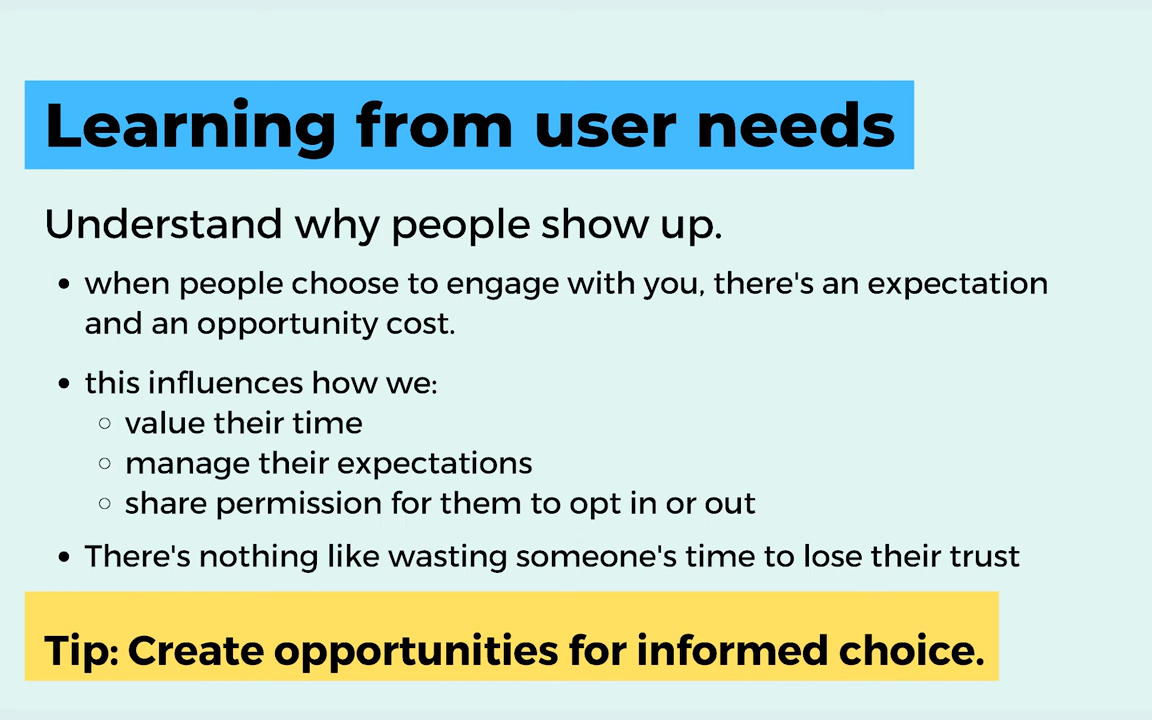 Learning from user needs
Understand why people show up.
• when people choose to engage with you, there's an expectation
and an opportunity cost.
• this influences how we:
○ value their time
○ manage their expectations
○ share permission for them to opt in or out
• There's nothing like wasting someone's time to lose their trust
Tip: Create opportunities for informed choice.